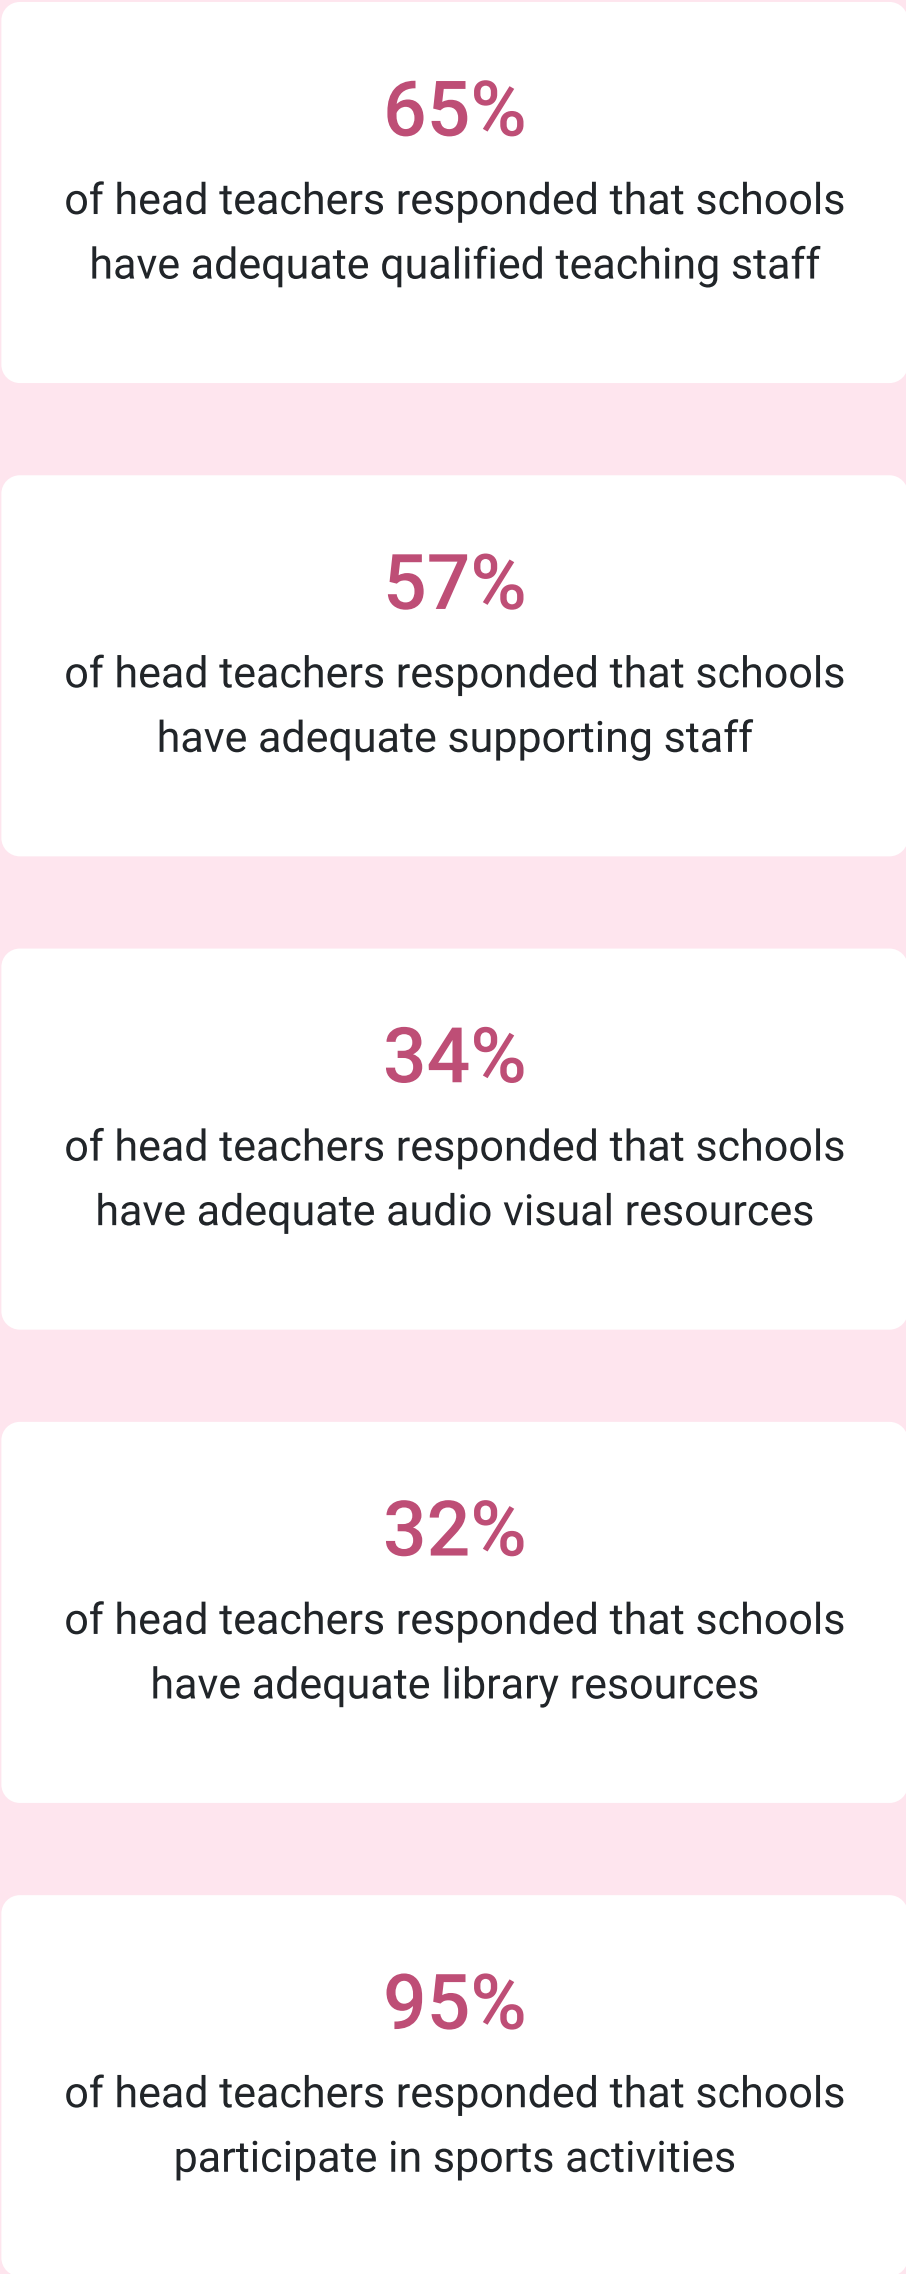 65%
of head teachers responded that schools
have adequate qualified teaching staff
57%
of head teachers responded that schools
have adequate supporting staff
34%
of head teachers responded that schools
have adequate audio visual resources
32%
of head teachers responded that schools
have adequate library resources
95%
of head teachers responded that schools
participate in sports activities